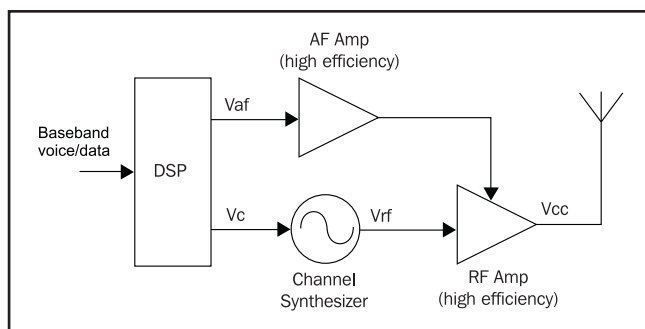 AF Amp
(high efficiency)
Vaf
Baseband
voice/data
DSP
Vc
Vrf
Vcc
Channel
Synthesizer
RF Amp
(high efficiency)